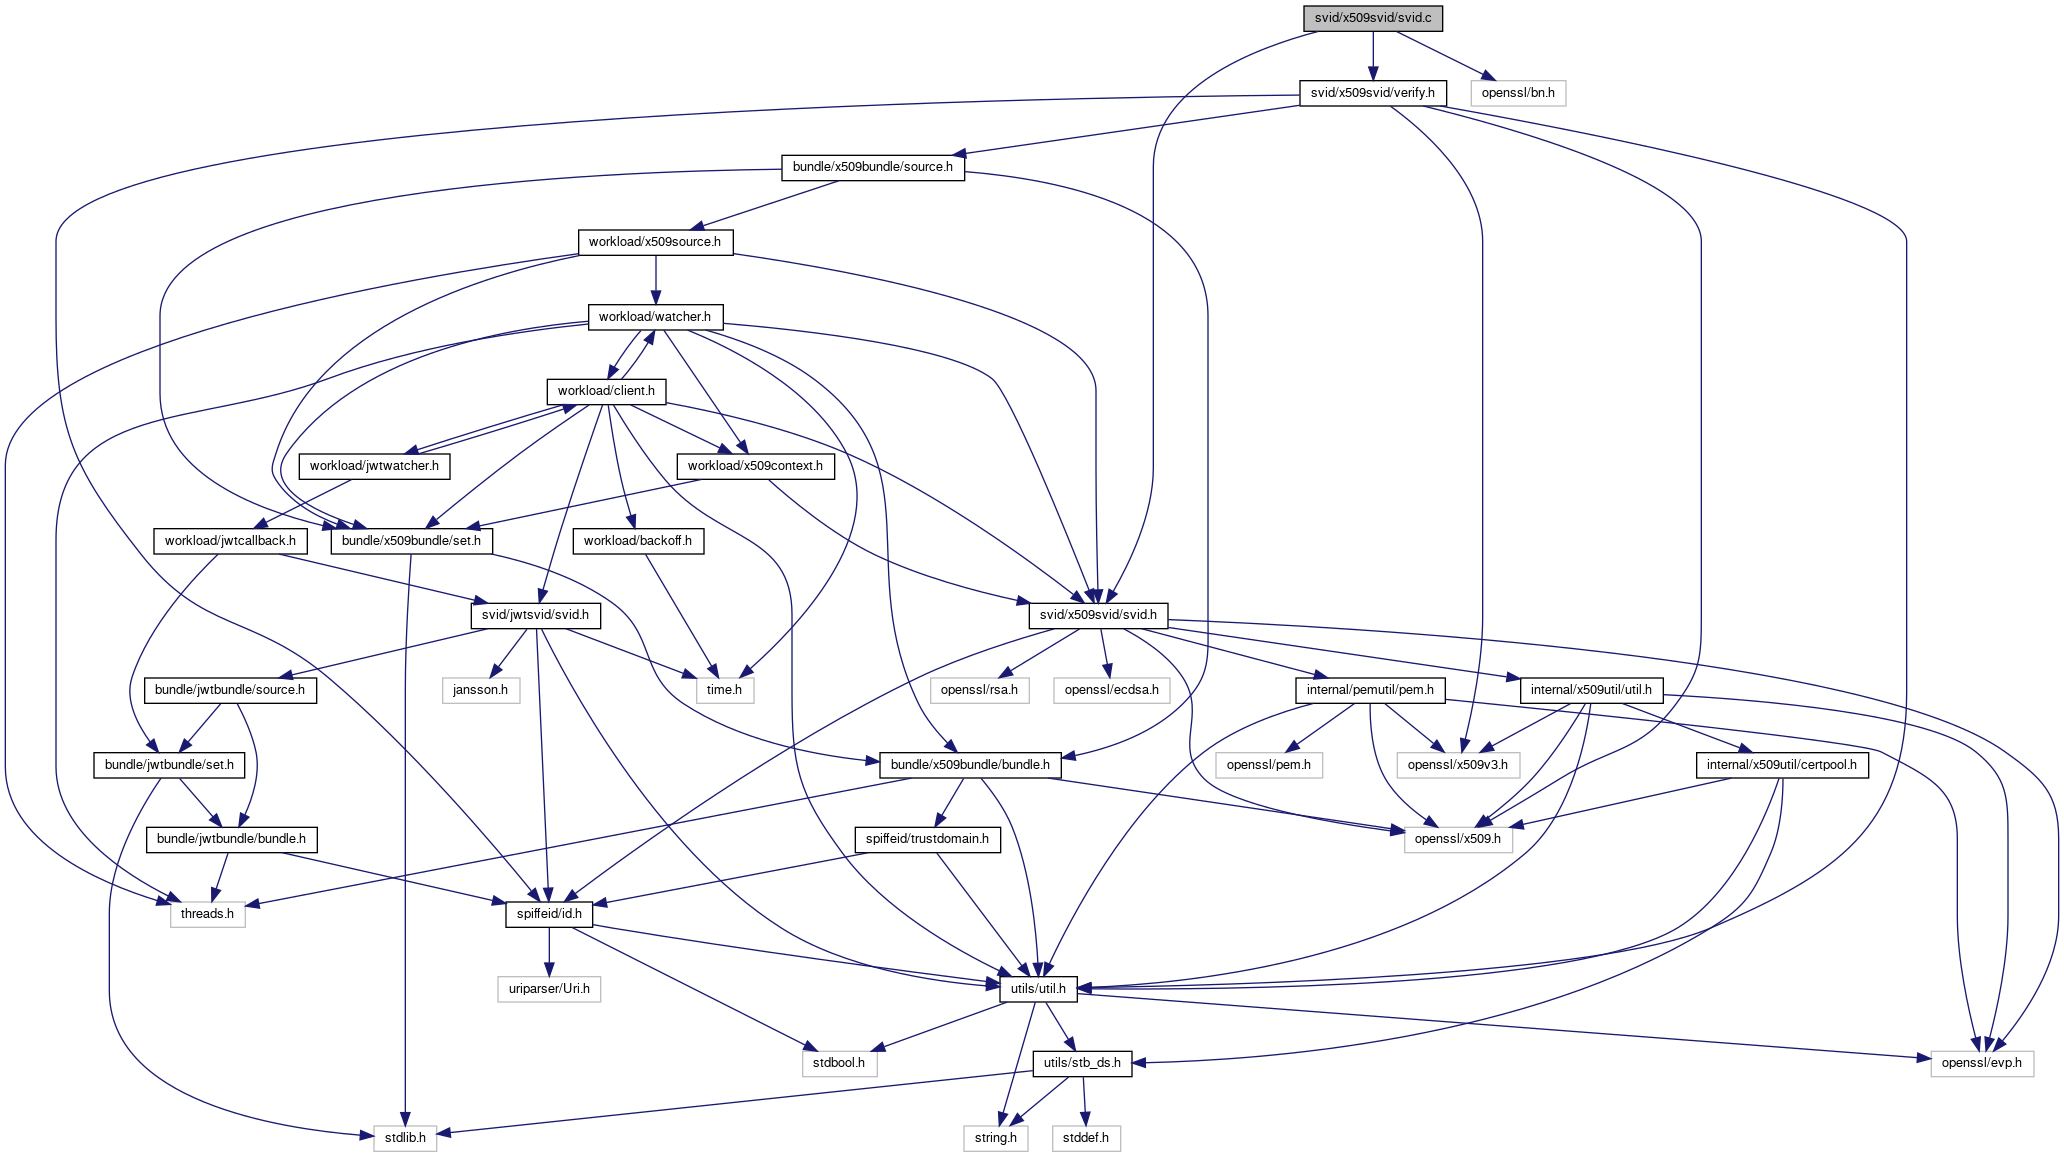 svid/x509svid/svid.c
svid/x509svid/verify.h
openssl/bn.h
bundle/x509bundle/source.h
workload/x509source.h
workload/watcher.h
workload/client.h
workload/jwtwatcher.h
workload/x509context.h
workload/jwtcallback.h
bundle/x509bundle/set.h
workload/backoff.h
svid/jwtsvid/svid.h
svid/x509svid/svid.h
bundle/jwtbundle/source.h
jansson.h
time.h
openssl/rsa.h
openssl/ecdsa.h
internal/pemutil/pem.h
internal/x509util/util.h
bundle/jwtbundle/set.h
bundle/x509bundle/bundle.h
openssl/pem.h
openssl/x509v3.h
internal/x509util/certpool.h
bundle/jwtbundle/bundle.h
spiffeid/trustdomain.h
openssl/x509.h
threads.h
spiffeid/id.h
uriparser/Uri.h
utils/util.h
stdbool.h
utils/stb_ds.h
openssl/evp.h
stdlib.h
string.h
stddef.h